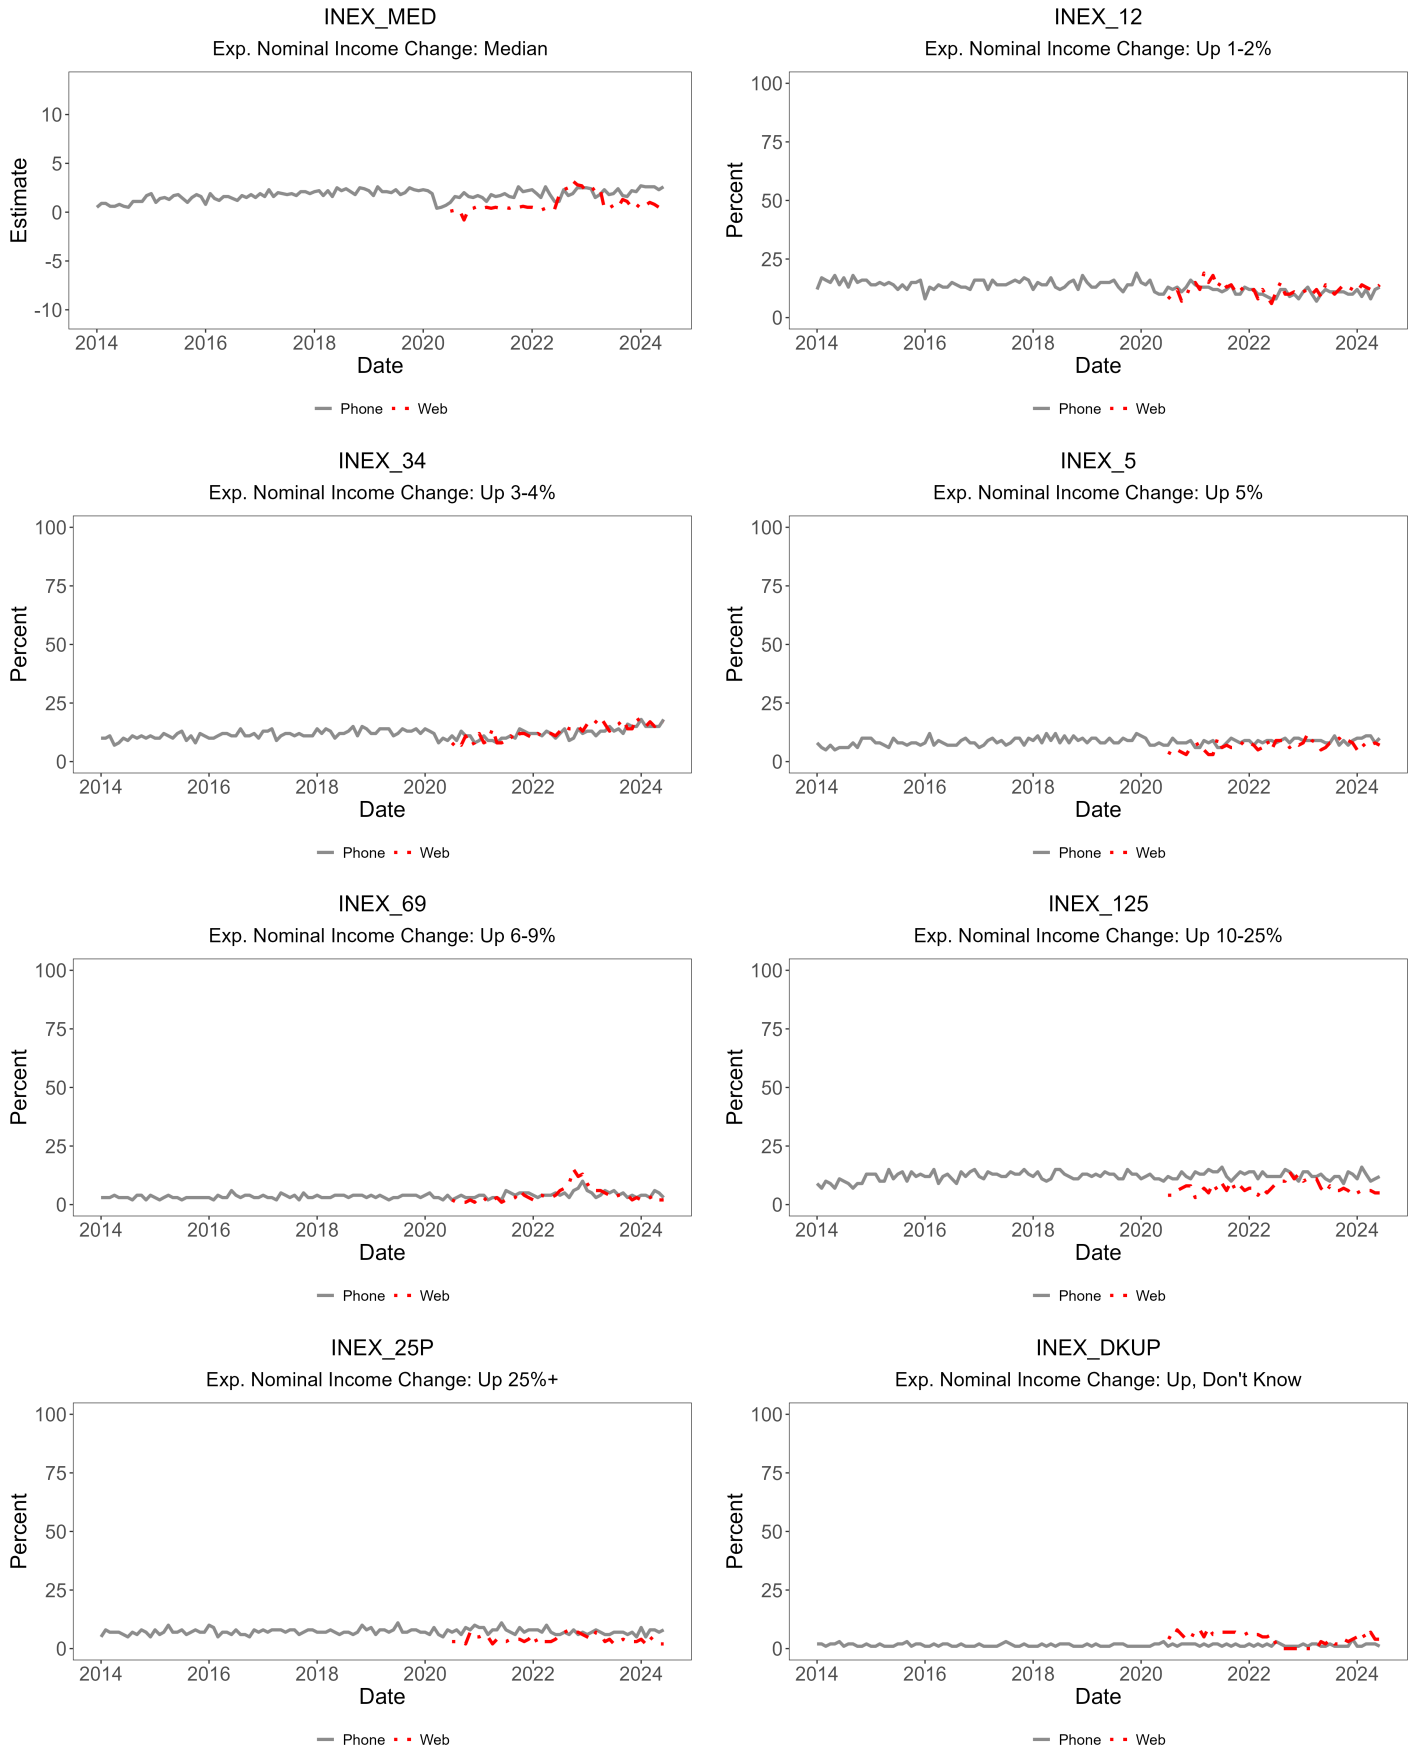 INEX_MED
Exp. Nominal Income Change: Median
Estimate
10
5
0
-5
-10
2014 2016 2018 2020 2022 2024
Date
Phone Web
INEX_12
Exp. Nominal Income Change: Up 1-2%
Percent
100
75
50
25
0
2014 2016 2018 2020 2022 2024
Date
Phone Web
INEX_34
Exp. Nominal Income Change: Up 3-4%
Percent
100
75
50
25
0
2014 2016 2018 2020 2022 2024
Date
Phone Web
INEX_5
Exp. Nominal Income Change: Up 5%
Percent
100
75
50
25
0
2014 2016 2018 2020 2022 2024
Date
Phone Web
INEX_69
Exp. Nominal Income Change: Up 6-9%
Percent
100
75
50
25
0
2014 2016 2018 2020 2022 2024
Date
Phone Web
INEX_125
Exp. Nominal Income Change: Up 10-25%
Percent
100
75
50
25
0
2014 2016 2018 2020 2022 2024
Date
Phone Web
INEX_25P
Exp. Nominal Income Change: Up 25%+
Percent
100
75
50
25
0
2014 2016 2018 2020 2022 2024
Date
Phone Web
INEX_DKUP
Exp. Nominal Income Change: Up, Don't Know
Percent
100
75
50
25
0
2014 2016 2018 2020 2022 2024
Date
Phone Web